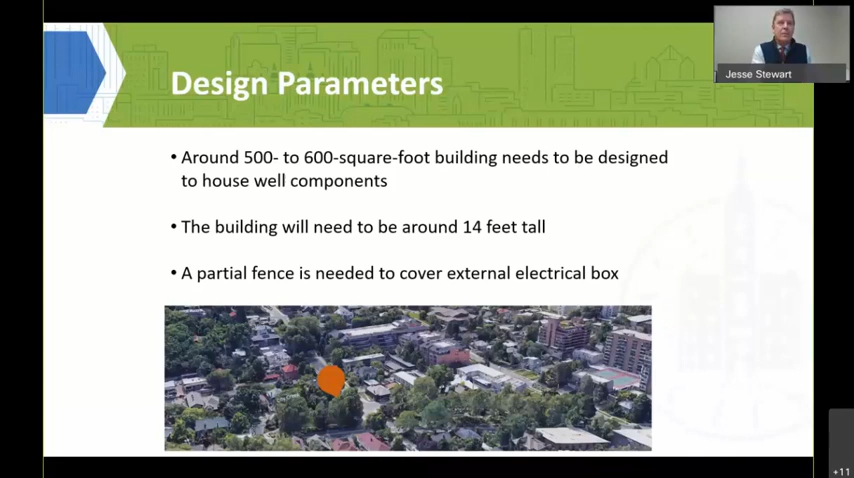 Jesse Stewart
Design Parameters
• Around 500- to 600-square-foot building needs to be designed
to house well components
• The building will need to be around 14 feet tall
• A partial fence is needed to cover external electrical box
+11